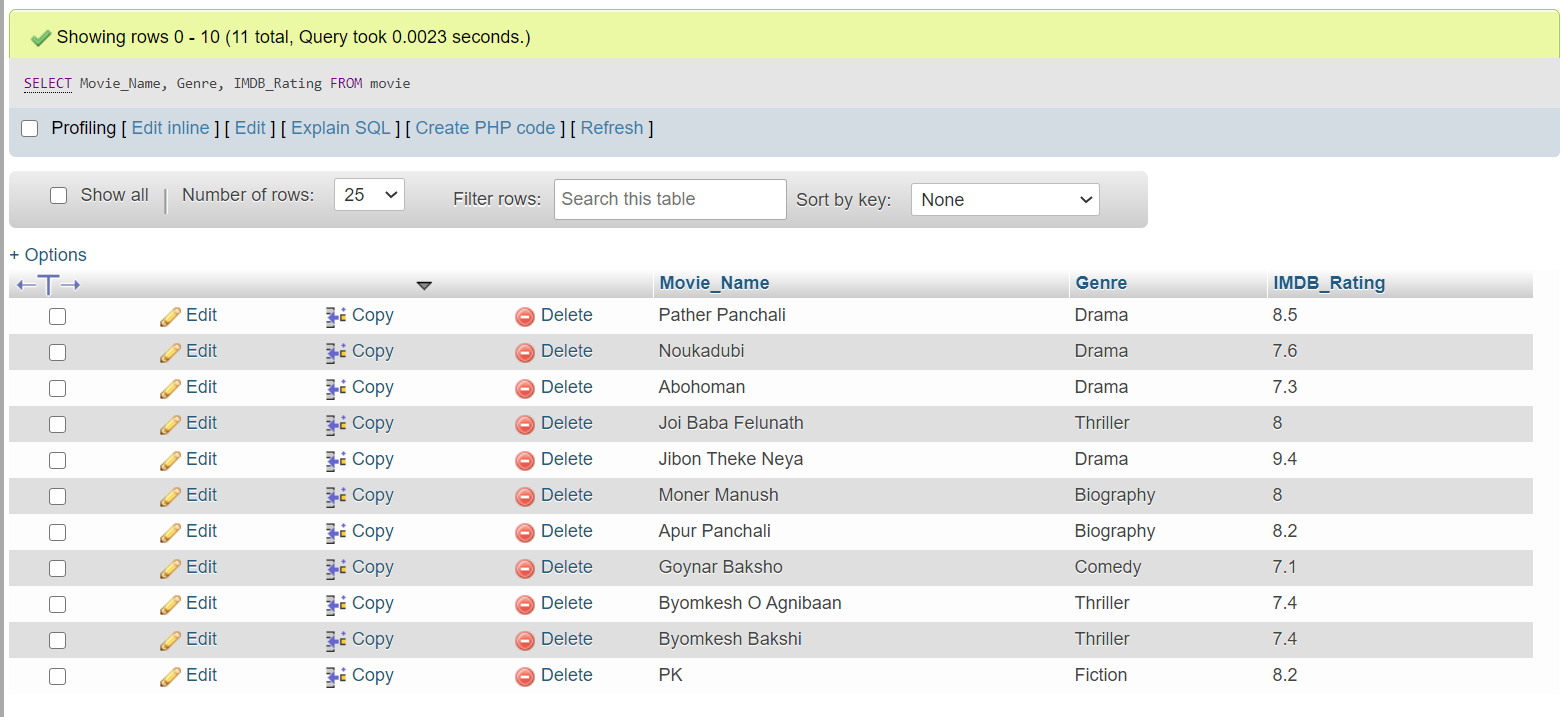 Showing rows 0 - 10 (11 total, Query took 0.0023 seconds.)
SELECT Movie_Name, Genre, IMDB_Rating FROM movie
Profiling [ Edit inline ] [ Edit ] [ Explain SQL ] [ Create PHP code ] [ Refresh ]
Show all | Number of rows: 25 Filter rows: Search this table Sort by key: None
+ Options
←T→ Movie_Name Genre IMDB_Rating
Edit Copy Delete Pather Panchali Drama 8.5
Edit Copy Delete Noukadubi Drama 7.6
Edit Copy Delete Abohoman Drama 7.3
Edit Copy Delete Joi Baba Felunath Thriller 8
Edit Copy Delete Jibon Theke Neya Drama 9.4
Edit Copy Delete Moner Manush Biography 8
Edit Copy Delete Apur Panchali Biography 8.2
Edit Copy Delete Goynar Baksho Comedy 7.1
Edit Copy Delete Byomkesh O Agnibaan Thriller 7.4
Edit Copy Delete Byomkesh Bakshi Thriller 7.4
Edit Copy Delete PK Fiction 8.2